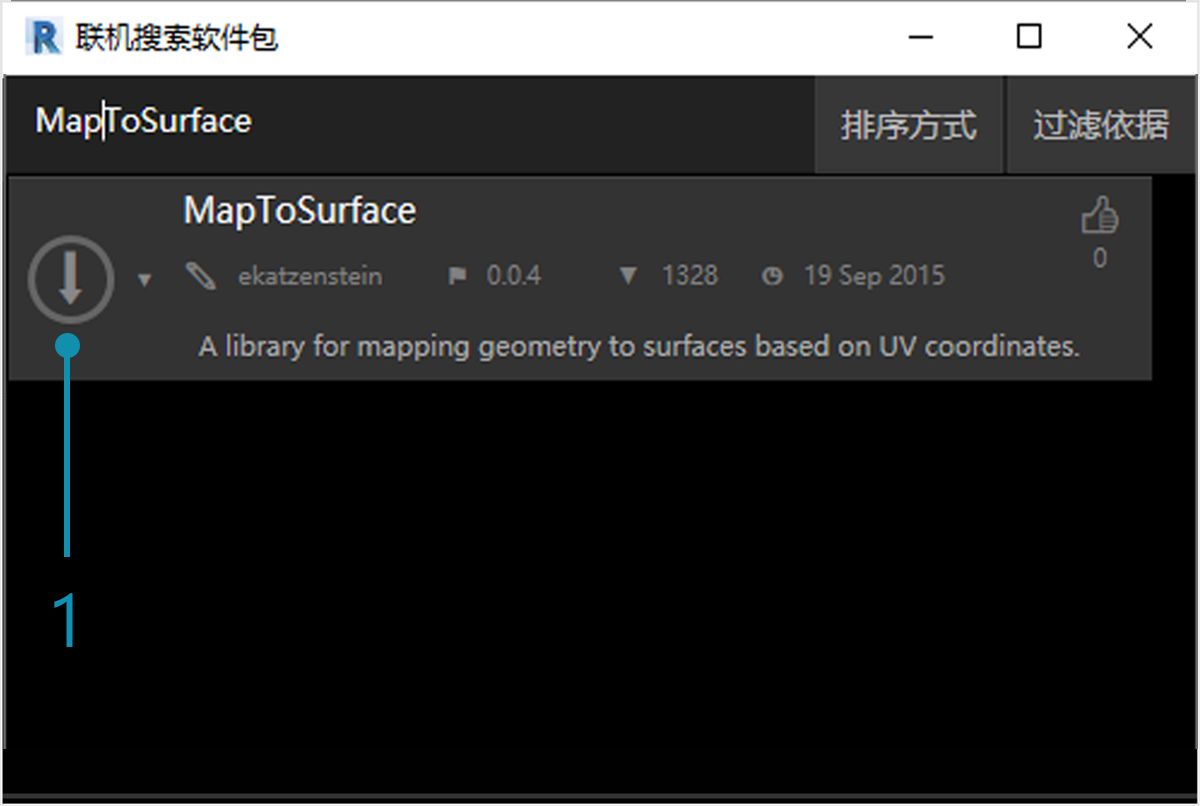 联机搜索软件包
MapToSurface 排序方式 过滤依据
MapToSurface
ekatzenstein 0.0.4 1328 19 Sep 2015 0
A library for mapping geometry to surfaces based on UV coordinates.
1